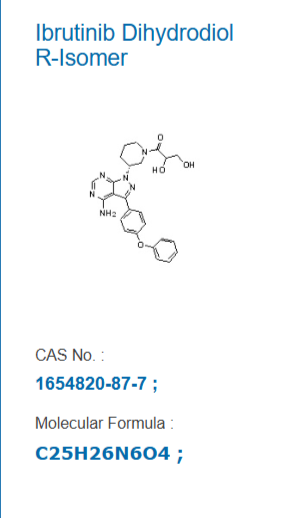 Ibrutinib Dihydrodiol
R-Isomer
O
N
HO
OH
N
N
N
N
N
NH2
O
CAS No. :
1654820-87-7 ;
Molecular Formula :
C25H26N6O4 ;